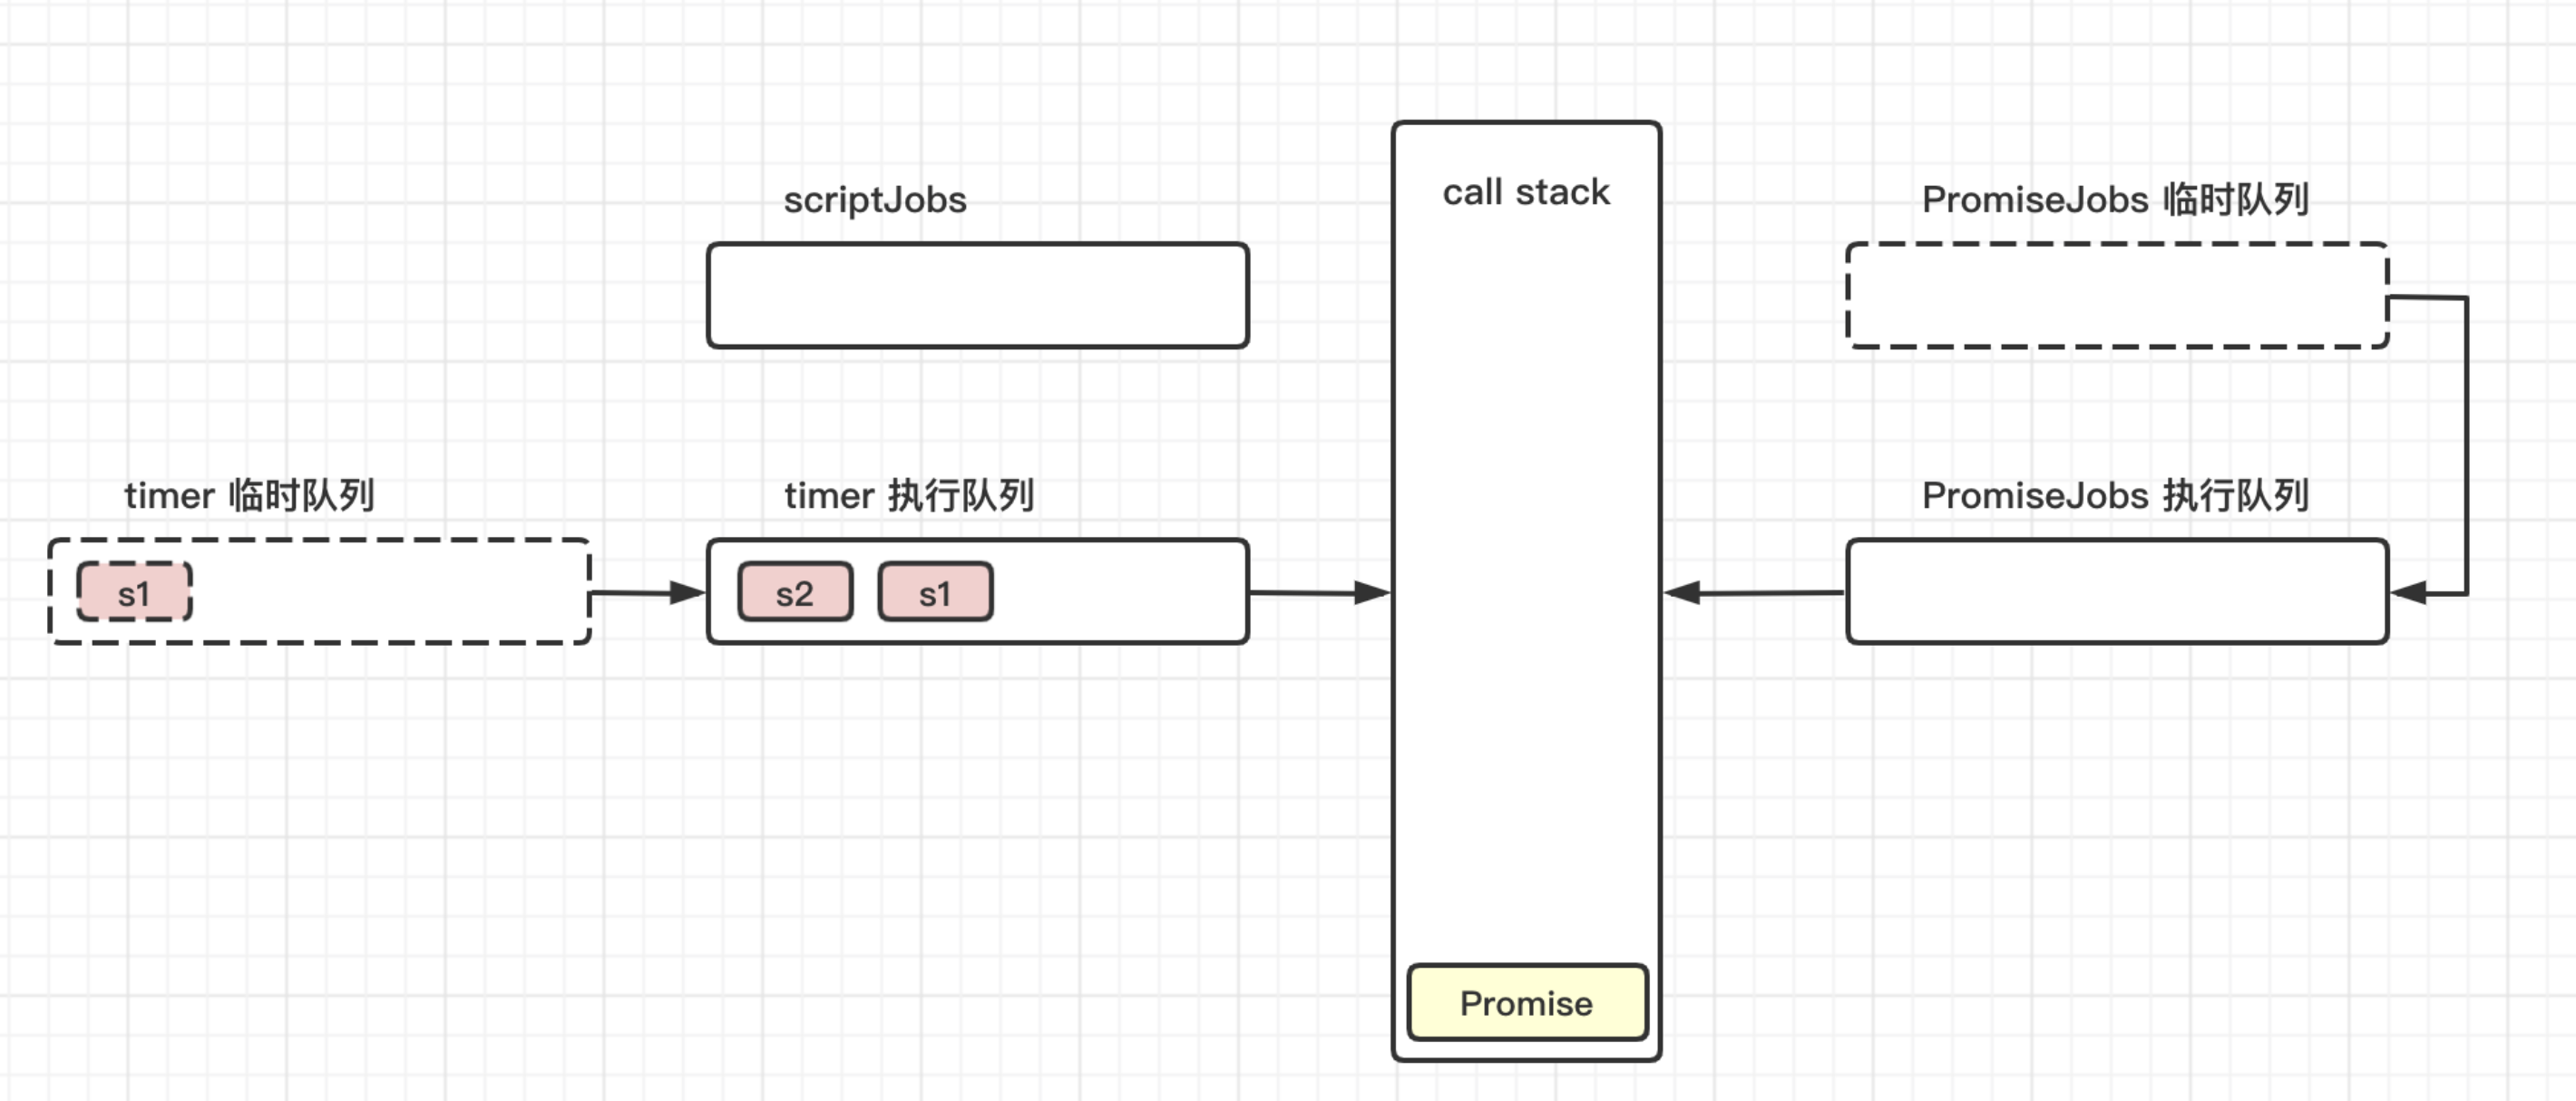 scriptJobs
call stack
PromiseJobs 临时队列
timer 临时队列
timer 执行队列
PromiseJobs 执行队列
s1
s2
s1
Promise